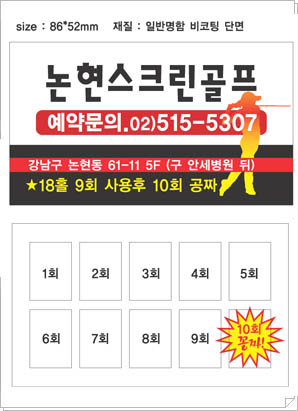 size : 86*52mm 재질 : 일반명함 비코팅 단면
논현스크린골프
예약문의.02)515-5307
강남구 논현동 61-11 5F (구 안세병원 뒤)
★18홀 9회 사용후 10회 공짜
1회 2회 3회 4회 5회
6회 7회 8회 9회 10회
꽁짜!